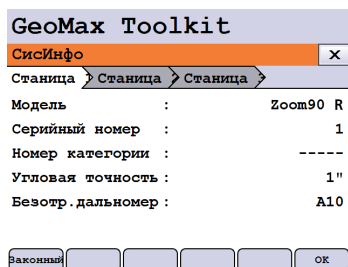 GeoMax Toolkit
СисИнфо x
Станица 1 Станица Станица
Модель : Zoom90 R
Серийный номер : 1
Номер категории : -----
Угловая точность : 1"
Безотр.дальномер : A10
Законный OK